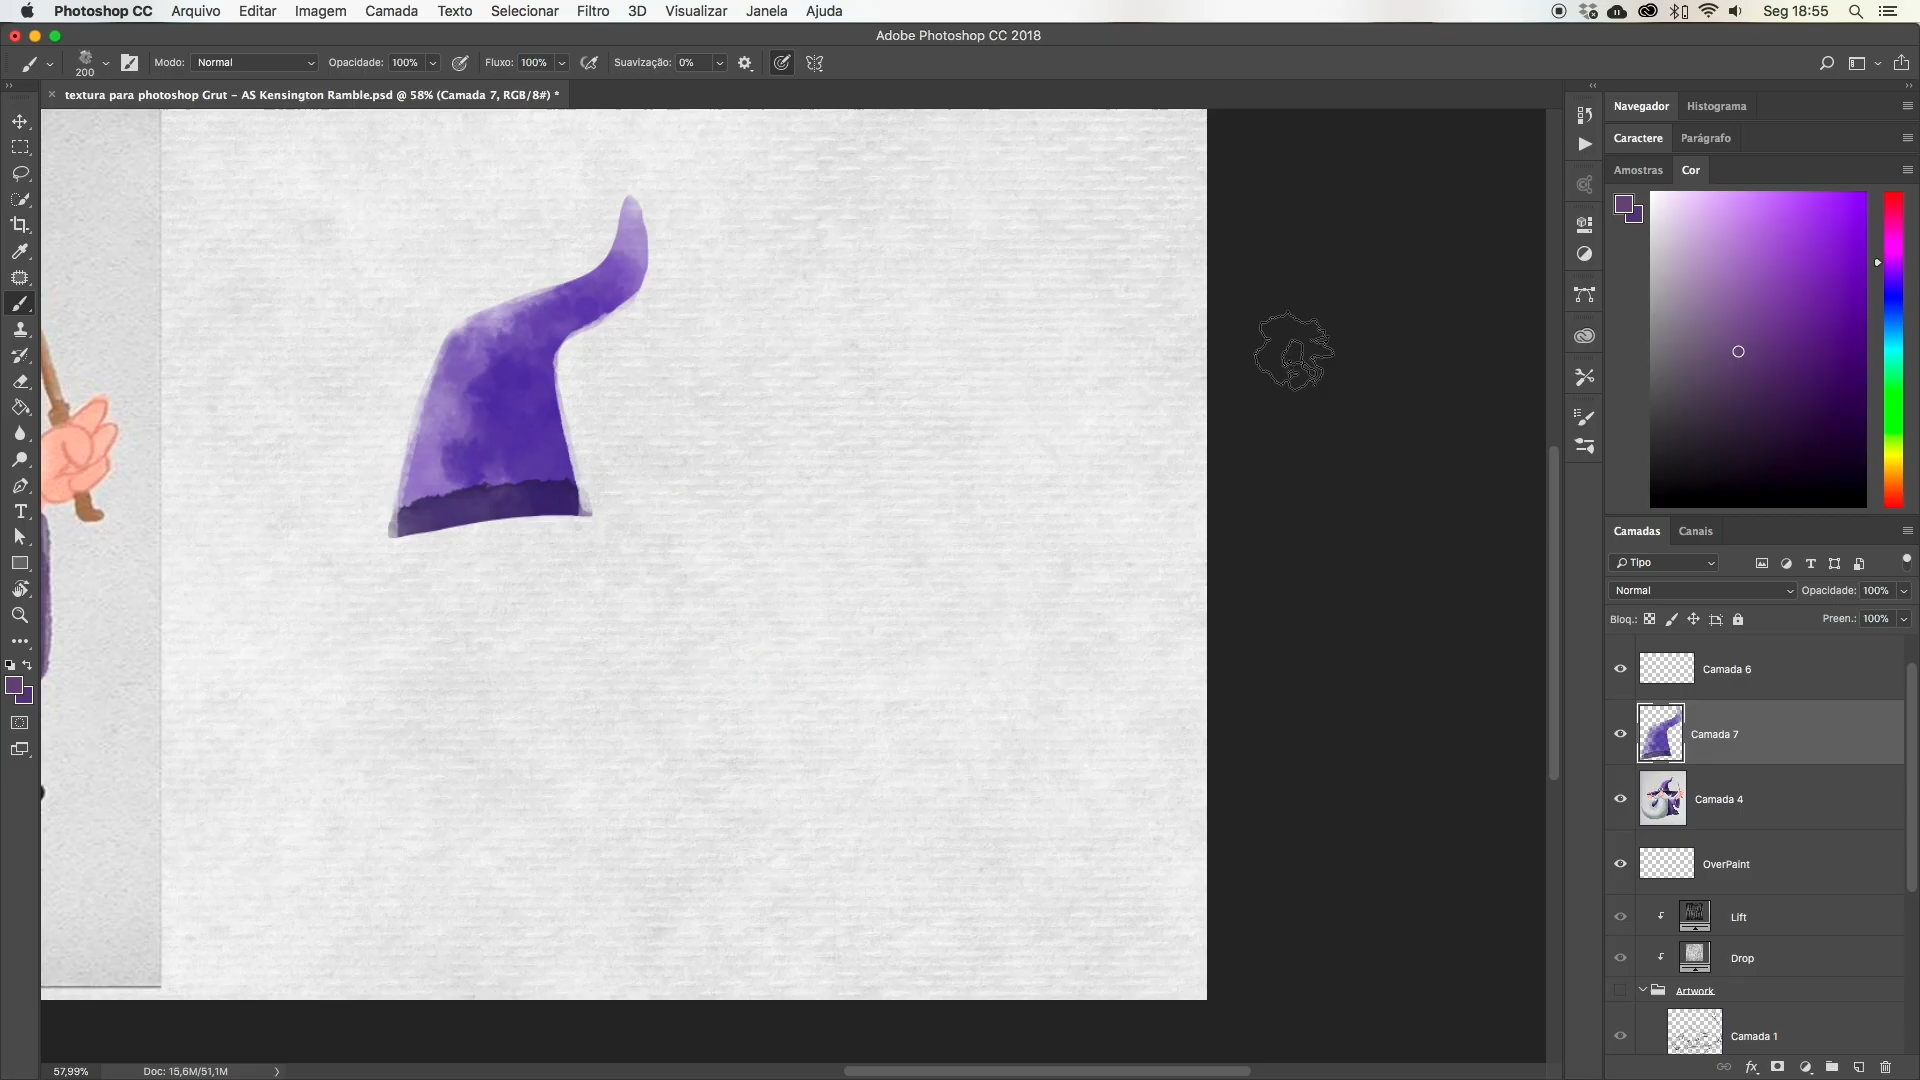 Photoshop CC Arquivo Editar Imagem Camada Texto Selecionar Filtro 3D Visualizar Janela Ajuda Seg 18:55
Adobe Photoshop CC 2018
200 Modo: Normal Opacidade: 100% Fluxo: 100% Suavização: 0%
textura para photoshop Grut – AS Kensington Ramble.psd @ 58% (Camada 7, RGB/8#) *
Navegador Histograma
Caractere Parágrafo
Amostras Cor
Camadas Canais
Tipo
Normal Opacidade: 100%
Bloq.: Preen.: 100%
Camada 6
Camada 7
Camada 4
OverPaint
Lift
Drop
Artwork
Camada 1
57,99% Doc: 15,6M/51,1M